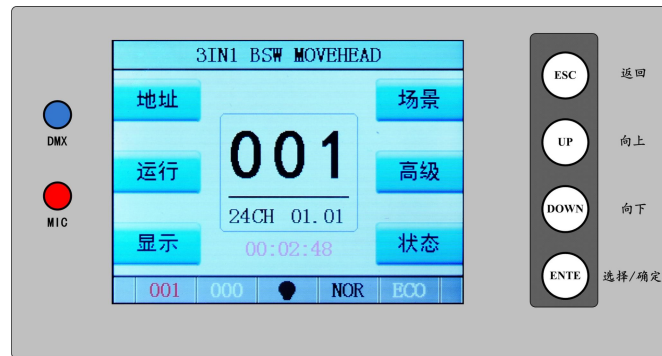 3IN1 BSW MOVEHEAD
地址
场景
001
运行
高级
24CH 01.01
显示
00:02:48
状态
001 000 NOR ECO
DMX
MIC
ESC 返回
UP 向上
DOWN 向下
ENTE 选择/确定